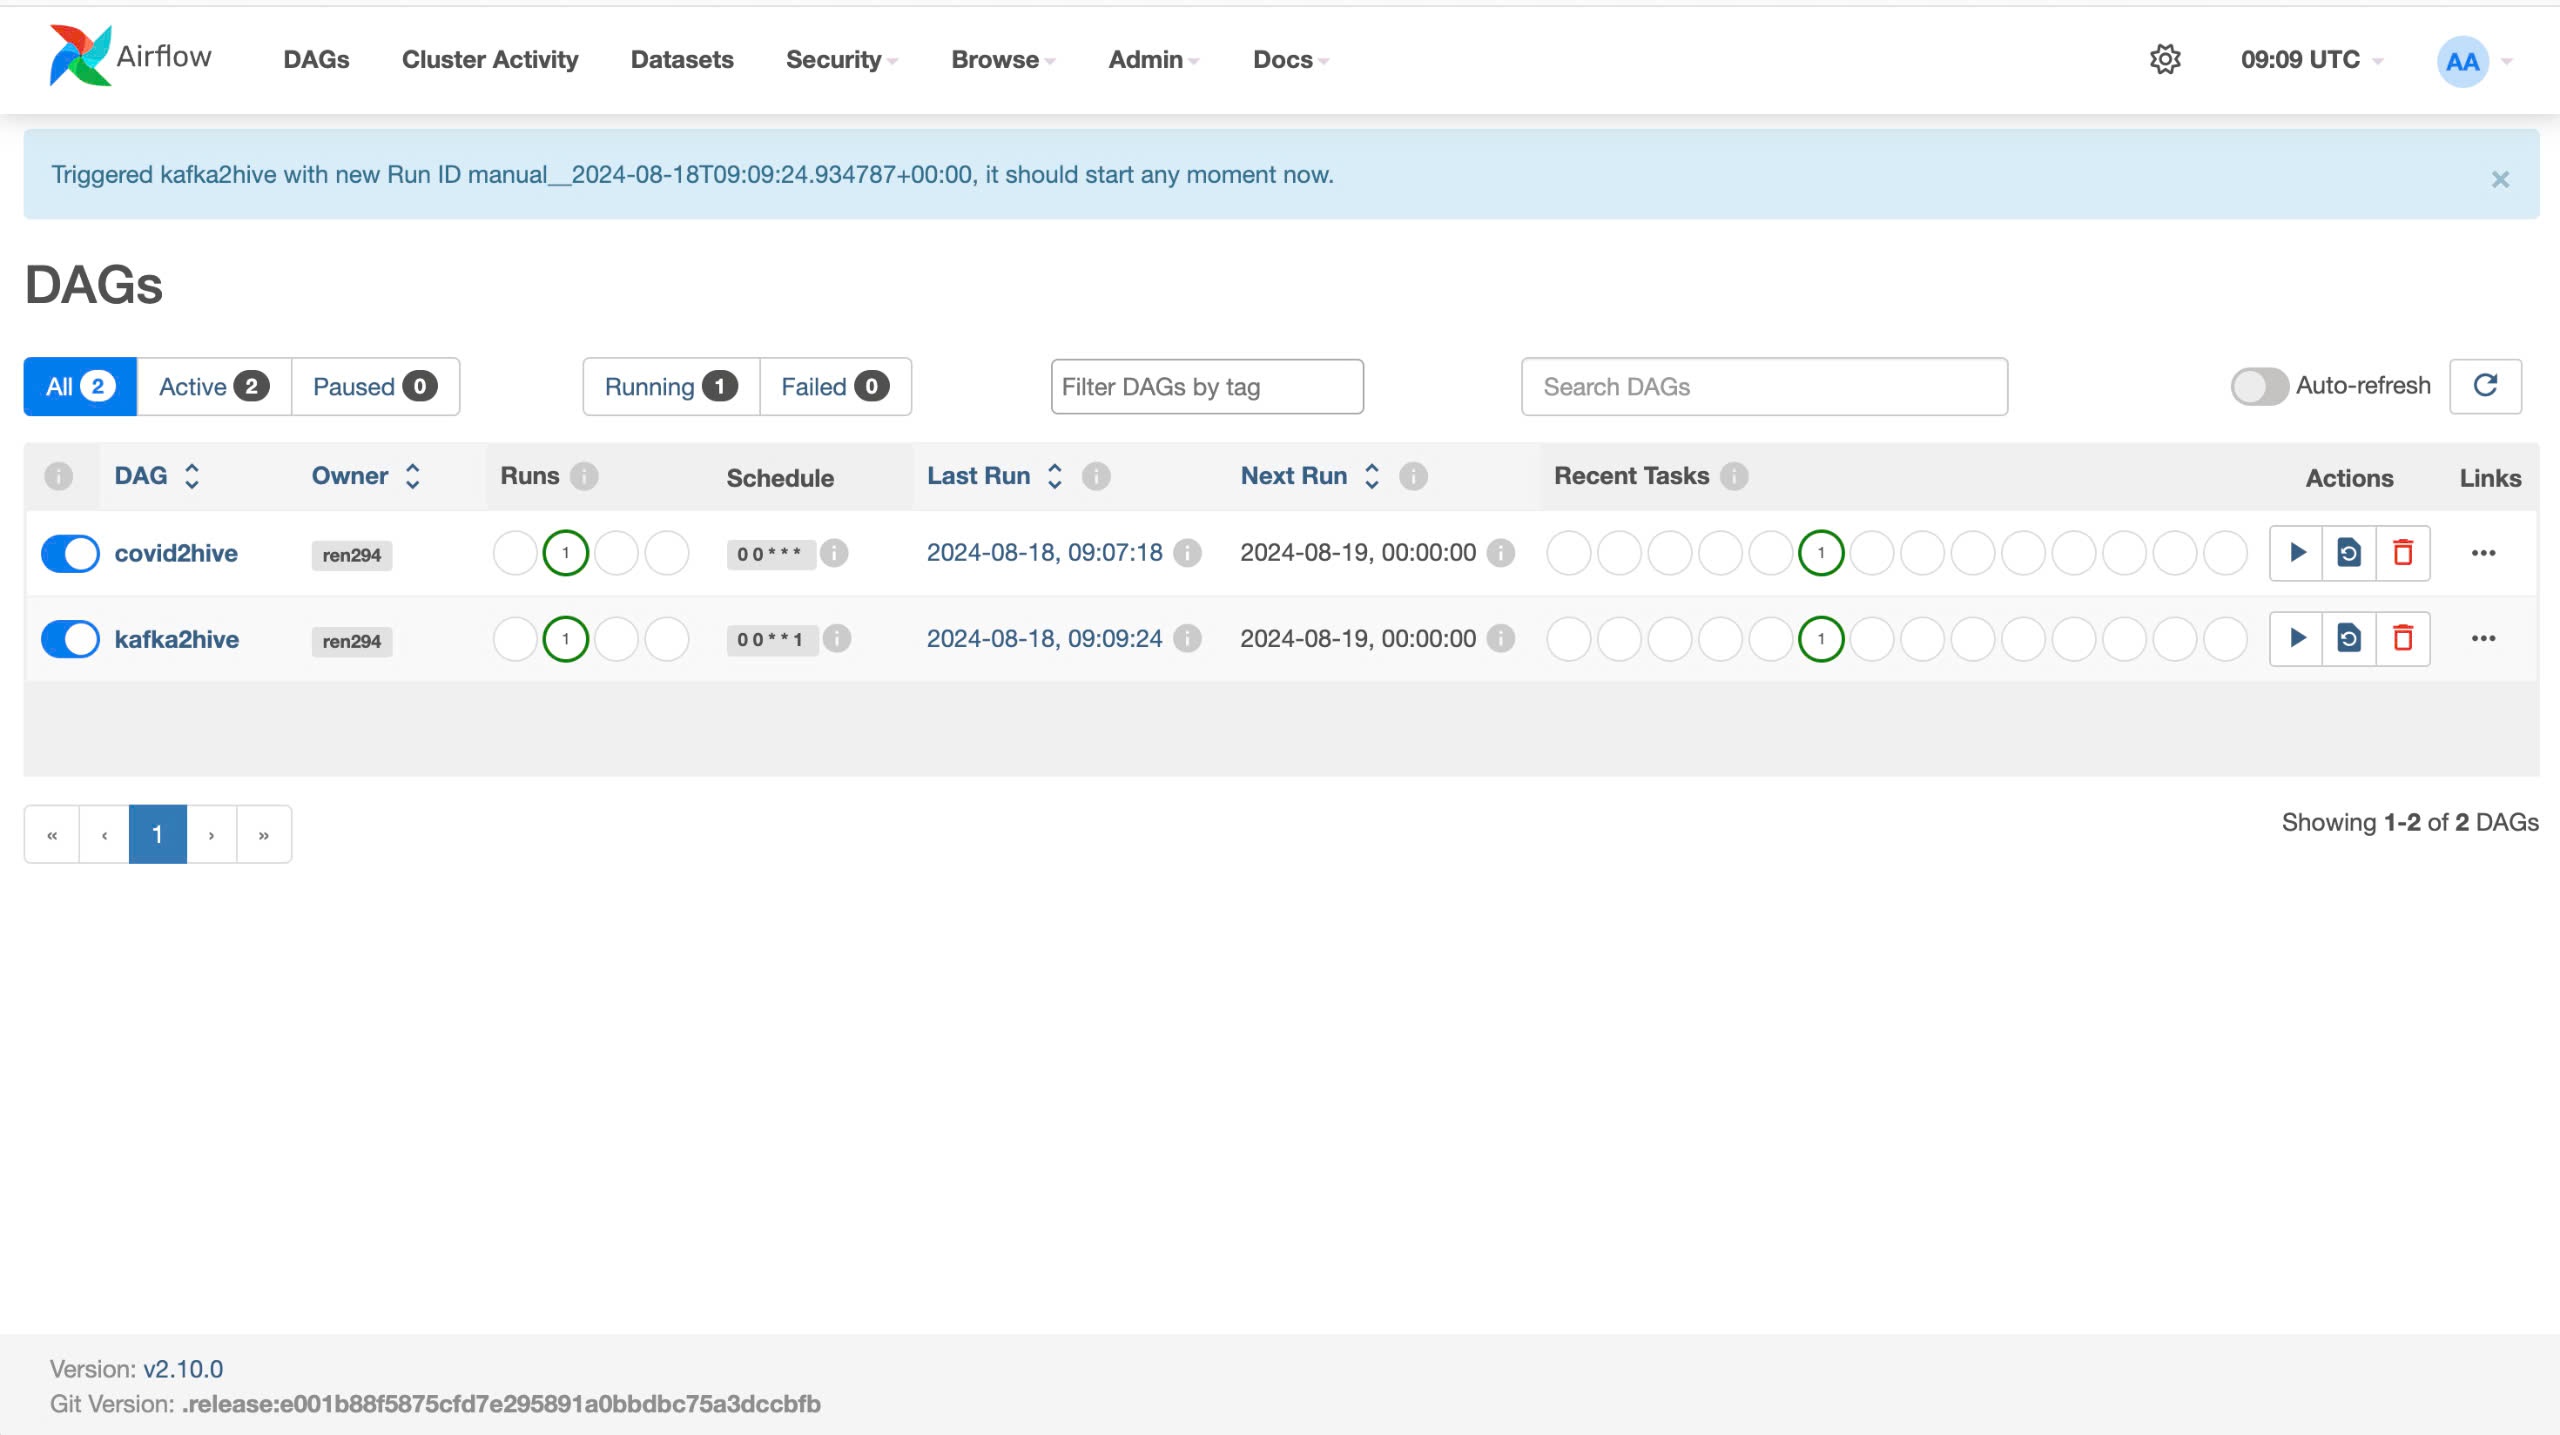 Airflow DAGs Cluster Activity Datasets Security Browse Admin Docs 09:09 UTC AA
Triggered kafka2hive with new Run ID manual__2024-08-18T09:09:24.934787+00:00, it should start any moment now. ×
DAGs
All 2 Active 2 Paused 0 Running 1 Failed 0 Filter DAGs by tag Search DAGs Auto-refresh
DAG Owner Runs Schedule Last Run Next Run Recent Tasks Actions Links
covid2hive ren294 1 0 0 * * * 2024-08-18, 09:07:18 2024-08-19, 00:00:00 1
kafka2hive ren294 1 0 0 * * 1 2024-08-18, 09:09:24 2024-08-19, 00:00:00 1
« ‹ 1 › » Showing 1-2 of 2 DAGs
Version: v2.10.0
Git Version: .release:e001b88f5875cfd7e295891a0bbdbc75a3dccbfb